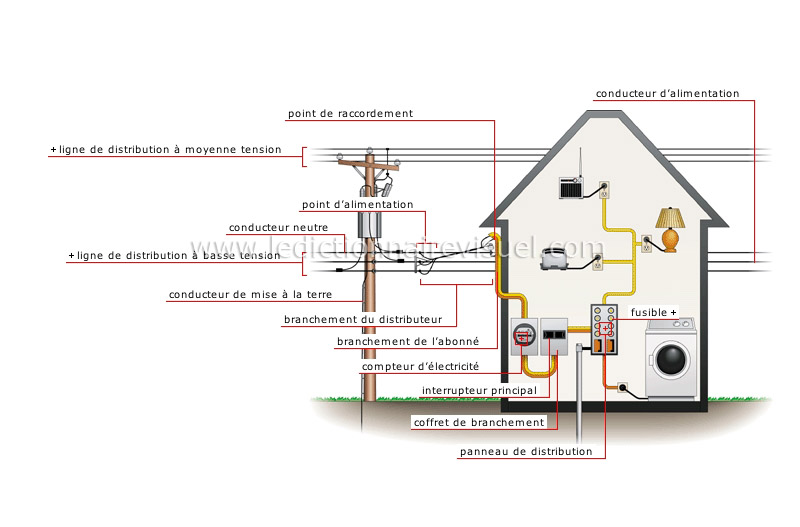 conducteur d'alimentation
point de raccordement
+ ligne de distribution à moyenne tension
point d'alimentation
conducteur neutre
www.ledictionnairevisuel.com
+ ligne de distribution à basse tension
conducteur de mise à la terre
fusible +
branchement du distributeur
branchement de l'abonné
compteur d'électricité
interrupteur principal
coffret de branchement
panneau de distribution